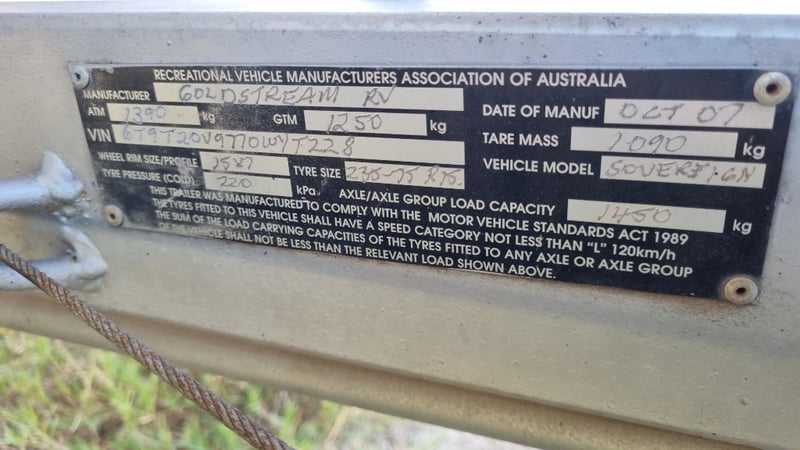 RECREATIONAL VEHICLE MANUFACTURERS ASSOCIATION OF AUSTRALIA
MANUFACTURER GOLDSTREAM RV
DATE OF MANUF OCT 07
ATM 1390 kg GTM 1250 kg
TARE MASS 1090 kg
VIN
VEHICLE MODEL SOVEREIGN
WHEEL RIM SIZE/PROFILE 15X7 TYRE SIZE 235-75 R15
TYRE PRESSURE (COLD) 220 kPa AXLE/AXLE GROUP LOAD CAPACITY 1450 kg
THIS TRAILER WAS MANUFACTURED TO COMPLY WITH THE MOTOR VEHICLE STANDARDS ACT 1989
THE TYRES FITTED TO THIS VEHICLE SHALL HAVE A SPEED CATEGORY NOT LESS THAN "L" 120km/h
THE SUM OF THE LOAD CARRYING CAPACITIES OF THE TYRES FITTED TO ANY AXLE OR AXLE GROUP
OF THE VEHICLE SHALL NOT BE LESS THAN THE RELEVANT LOAD SHOWN ABOVE.